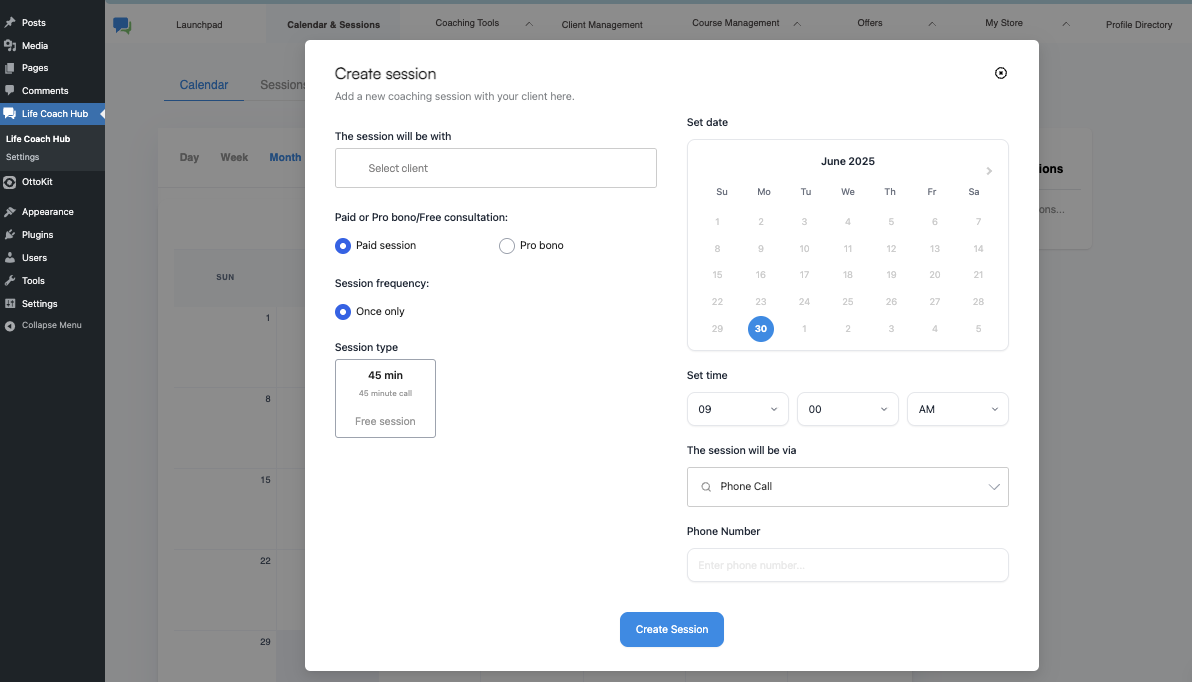 Posts
Media
Pages
Comments
Life Coach Hub
Life Coach Hub
Settings
OttoKit
Appearance
Plugins
Users
Tools
Settings
Collapse Menu
Launchpad
Calendar & Sessions
Coaching Tools
Client Management
Course Management
Offers
My Store
Profile Directory
Calendar
Sessions
Day Week Month
SUN
1
8
15
22
29
ions
ons...
Create session
Add a new coaching session with your client here.
The session will be with
Select client
Paid or Pro bono/Free consultation:
Paid session Pro bono
Session frequency:
Once only
Session type
45 min
45 minute call
Free session
Set date
June 2025
Su Mo Tu We Th Fr Sa
1 2 3 4 5 6 7
8 9 10 11 12 13 14
15 16 17 18 19 20 21
22 23 24 25 26 27 28
29 30 1 2 3 4 5
Set time
09 00 AM
The session will be via
Phone Call
Phone Number
Enter phone number...
Create Session